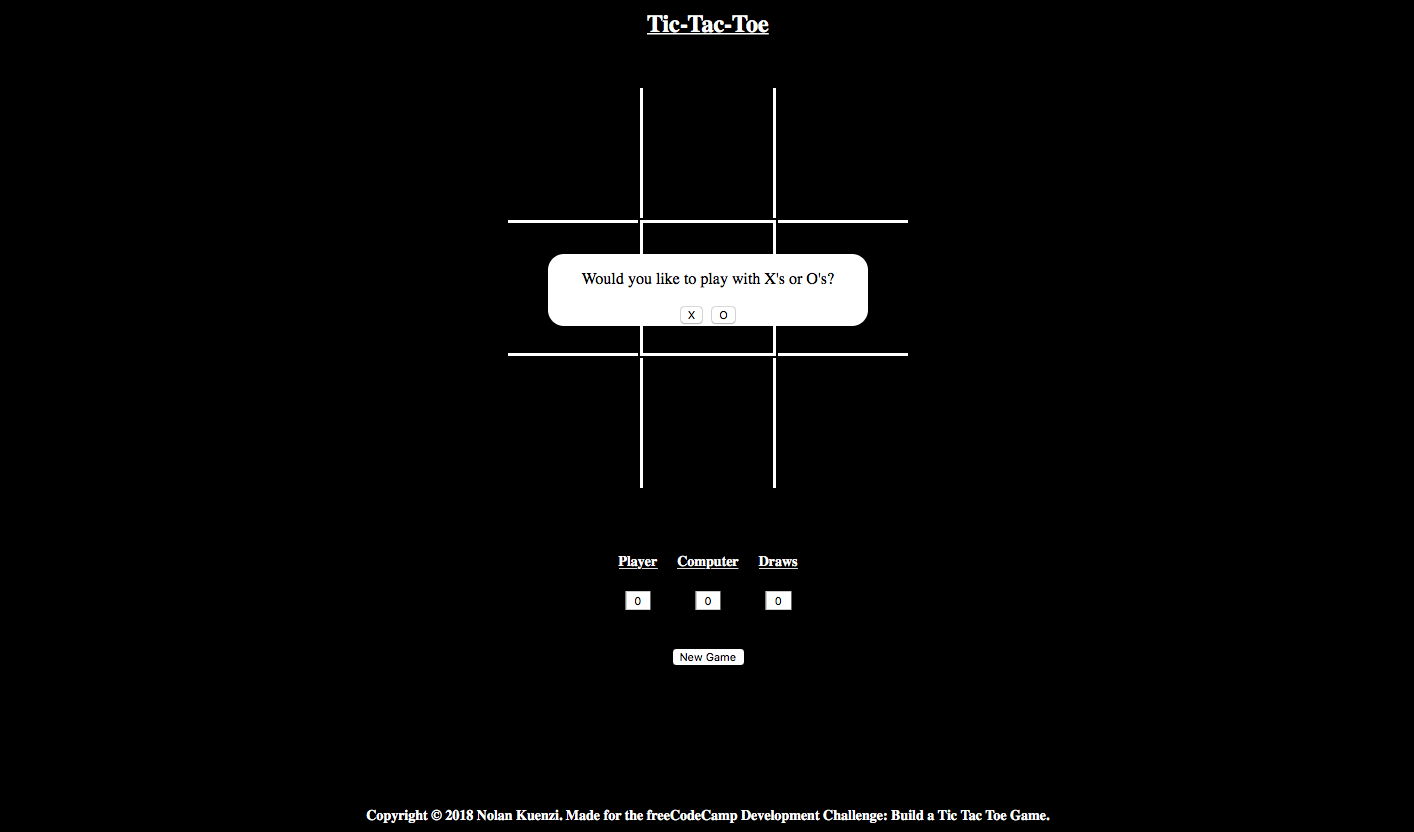 Tic-Tac-Toe
Would you like to play with X's or O's?
X O
Player Computer Draws
0 0 0
New Game
Copyright © 2018 Nolan Kuenzi. Made for the freeCodeCamp Development Challenge: Build a Tic Tac Toe Game.